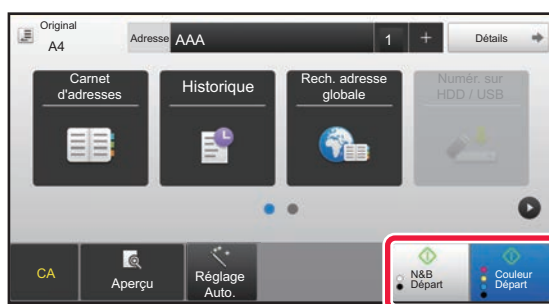 Original
A4
Adresse AAA 1 + Détails
Carnet
d'adresses
Historique
Rech. adresse
globale
Numér. sur
HDD / USB
CA
Aperçu
Réglage
Auto.
N&B
Départ
Couleur
Départ